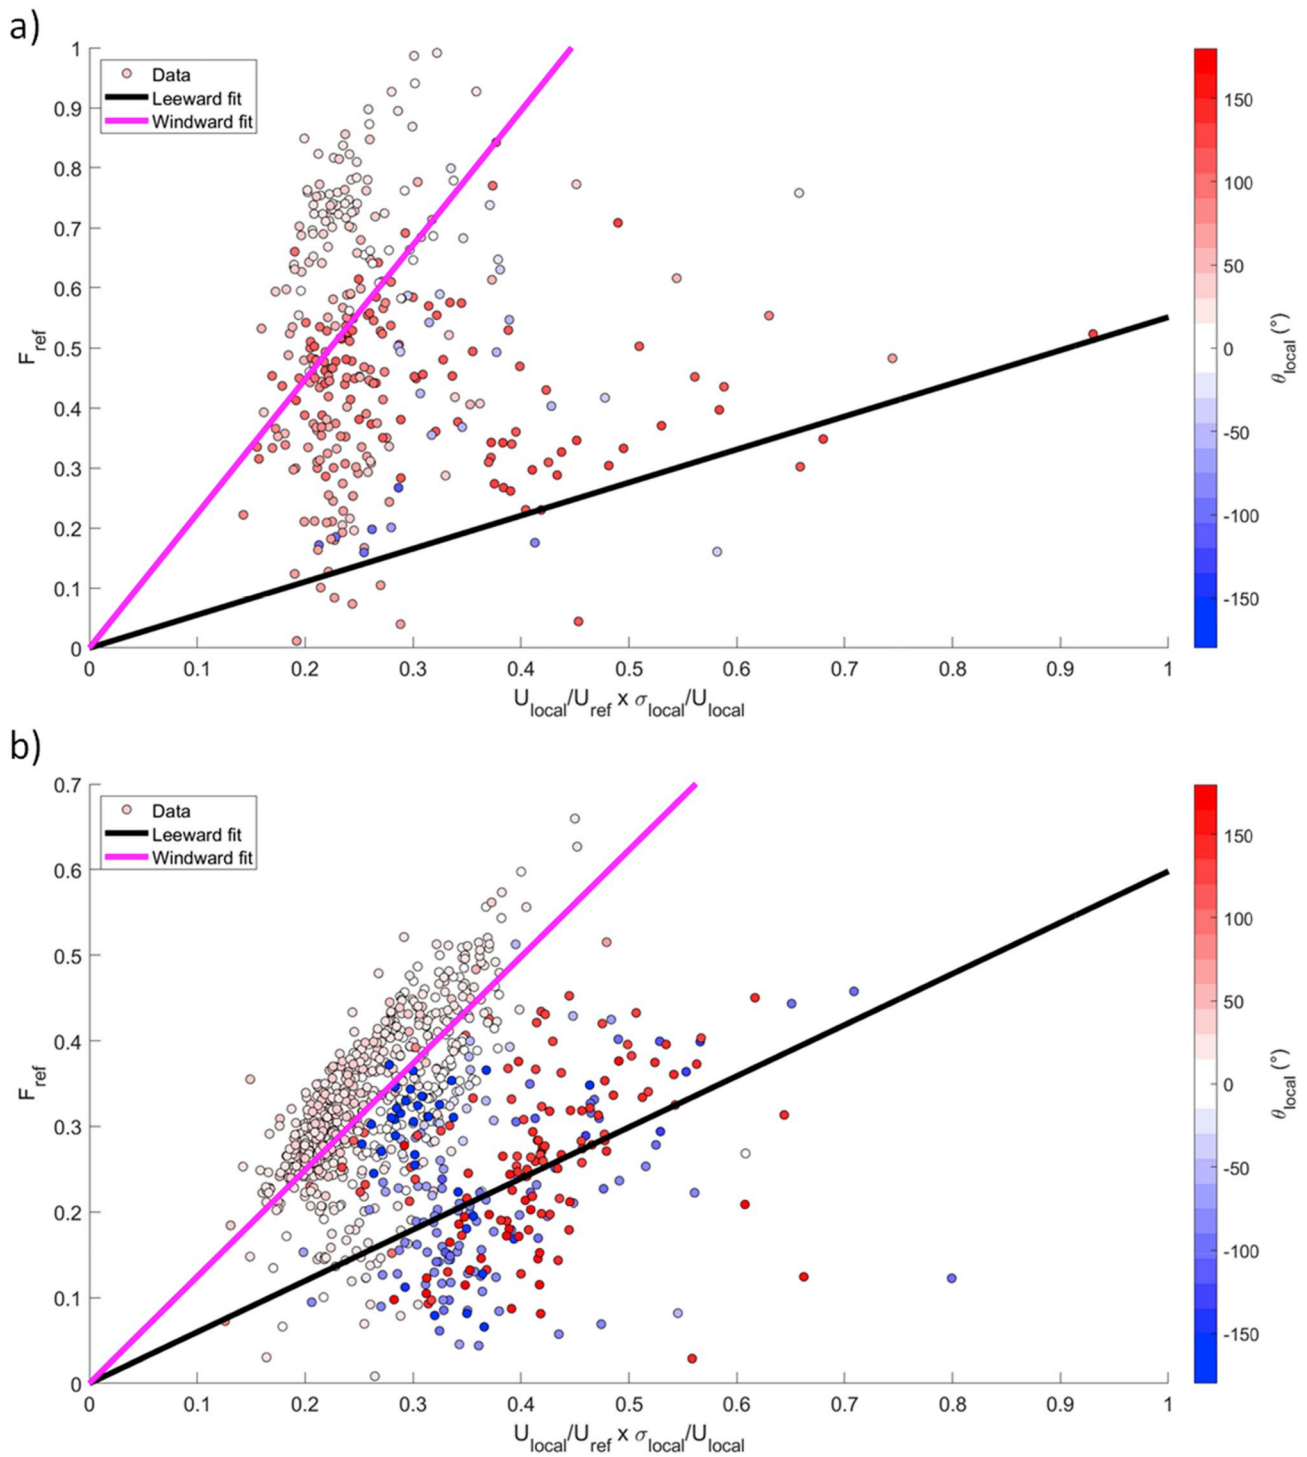 a)
1
0.9
0.8
0.7
0.6
0.5
0.4
0.3
0.2
0.1
0
F_ref
Data
Leeward fit
Windward fit
0 0.1 0.2 0.3 0.4 0.5 0.6 0.7 0.8 0.9 1
U_local/U_ref x σ_local/U_local
150
100
50
0
-50
-100
-150
θ_local (°)
b)
0.7
0.6
0.5
0.4
0.3
0.2
0.1
0
F_ref
Data
Leeward fit
Windward fit
0 0.1 0.2 0.3 0.4 0.5 0.6 0.7 0.8 0.9 1
U_local/U_ref x σ_local/U_local
150
100
50
0
-50
-100
-150
θ_local (°)